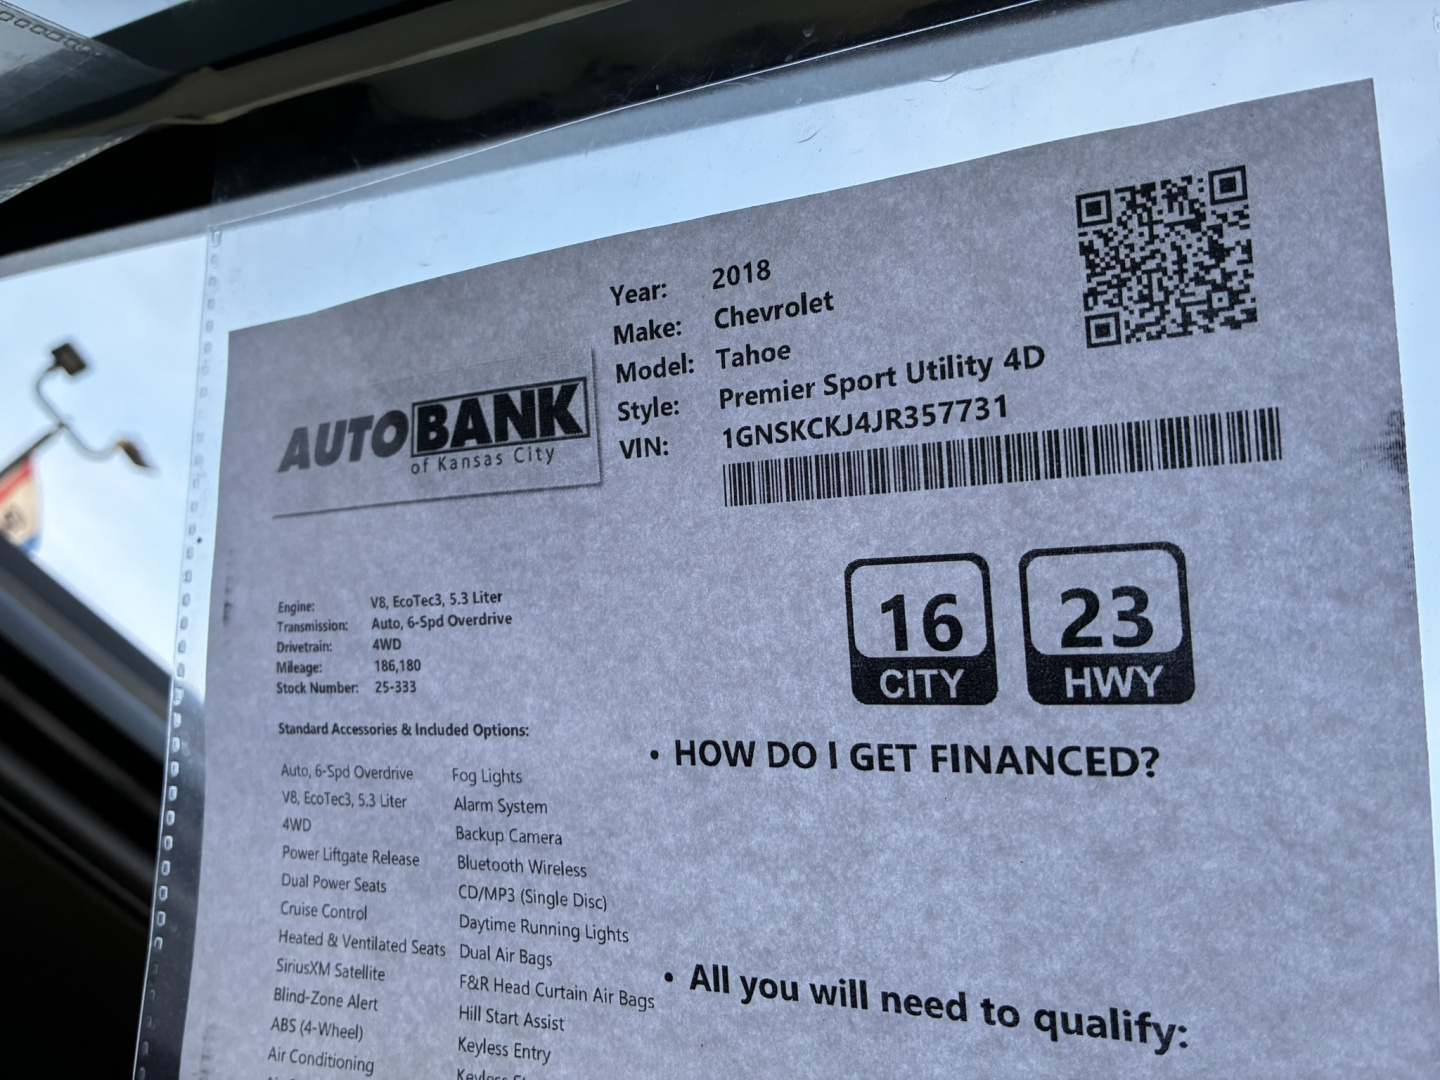 Year: 2018
Make: Chevrolet
Model: Tahoe
Style: Premier Sport Utility 4D
VIN: 1GNSKCKJ4JR357731
AUTOBANK
of Kansas City
16
CITY
23
HWY
Engine: V8, EcoTec3, 5.3 Liter
Transmission: Auto, 6-Spd Overdrive
Drivetrain: 4WD
Mileage: 186,180
Stock Number: 25-333
Standard Accessories & Included Options:
Auto, 6-Spd Overdrive
V8, EcoTec3, 5.3 Liter
4WD
Power Liftgate Release
Dual Power Seats
Cruise Control
Heated & Ventilated Seats
SiriusXM Satellite
Blind-Zone Alert
ABS (4-Wheel)
Air Conditioning
Fog Lights
Alarm System
Backup Camera
Bluetooth Wireless
CD/MP3 (Single Disc)
Daytime Running Lights
Dual Air Bags
F&R Head Curtain Air Bags
Hill Start Assist
Keyless Entry
Keyless
• HOW DO I GET FINANCED?
• All you will need to qualify: